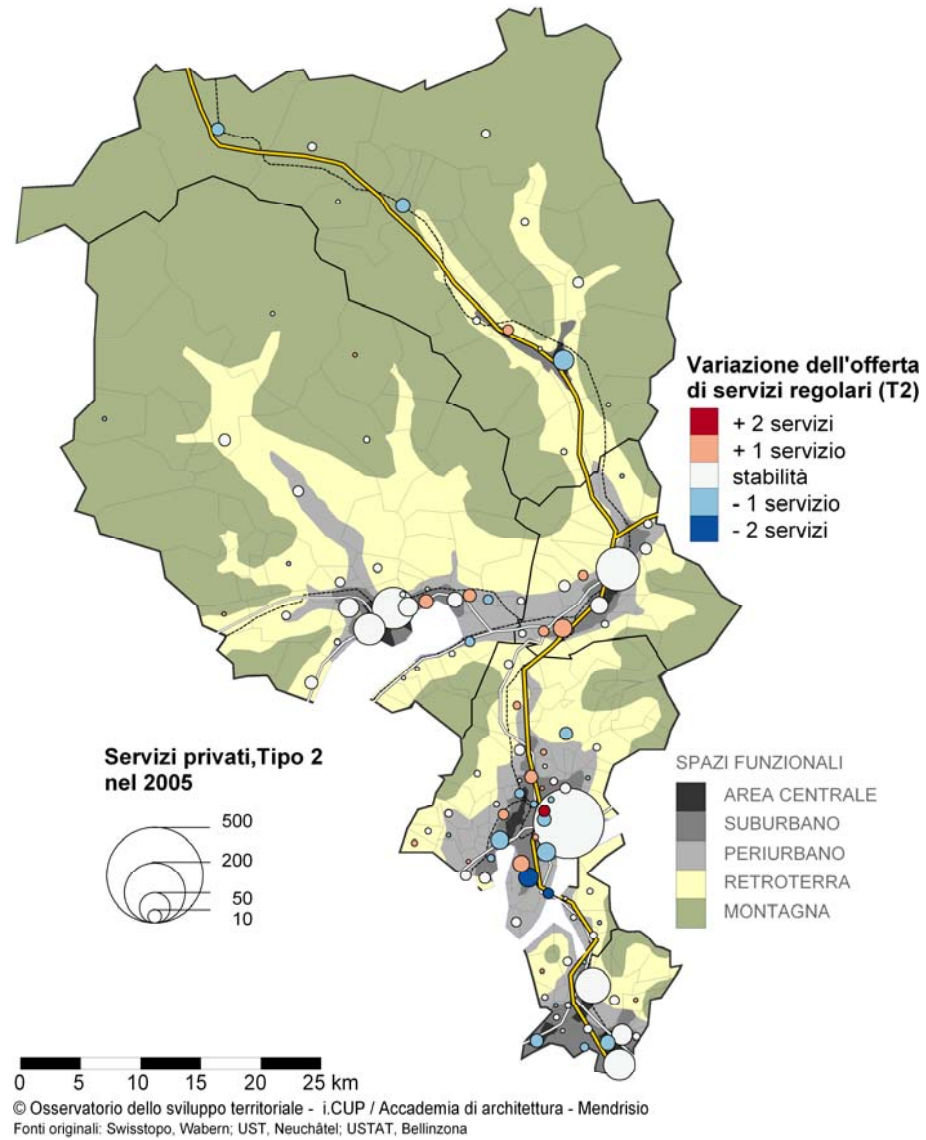 Variazione dell'offerta
di servizi regolari (T2)
+ 2 servizi
+ 1 servizio
stabilità
- 1 servizio
- 2 servizi
Servizi privati,Tipo 2
nel 2005
500
200
50
10
SPAZI FUNZIONALI
AREA CENTRALE
SUBURBANO
PERIURBANO
RETROTERRA
MONTAGNA
0 5 10 15 20 25 km
© Osservatorio dello sviluppo territoriale - i.CUP / Accademia di architettura - Mendrisio
Fonti originali: Swisstopo, Wabern; UST, Neuchâtel; USTAT, Bellinzona